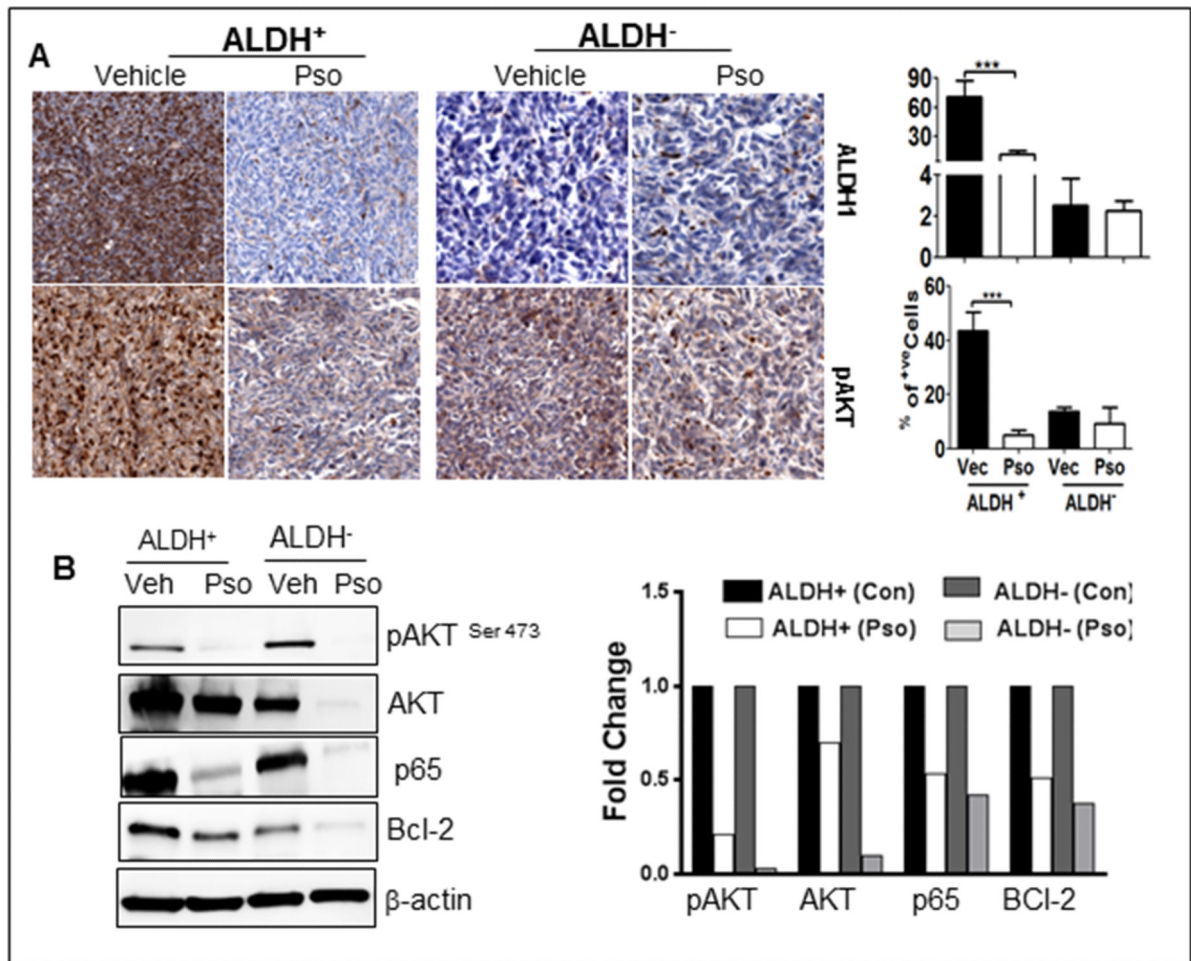 A
ALDH⁺ ALDH⁻
Vehicle Pso Vehicle Pso
ALDH1
pAKT
90
60
30
4
2
0
***
60
40
20
0
***
% of ⁺ᵛᵉCells
Vec Pso Vec Pso
ALDH⁺ ALDH⁻
B
ALDH⁺ ALDH⁻
Veh Pso Veh Pso
pAKT Ser 473
AKT
p65
Bcl-2
β-actin
ALDH+ (Con) ALDH- (Con)
ALDH+ (Pso) ALDH- (Pso)
Fold Change
1.5
1.0
0.5
0.0
pAKT AKT p65 BCl-2